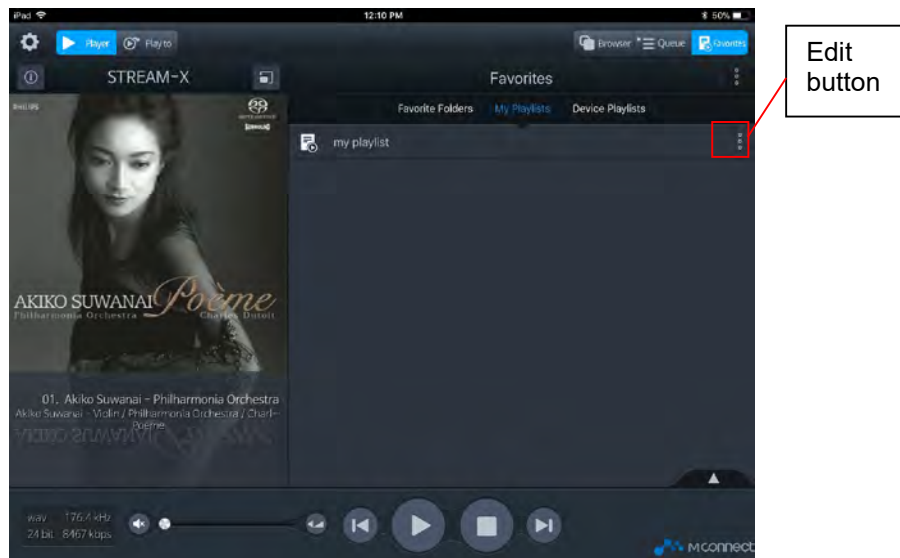 iPad 12:10 PM 50%
Player Play to Browser Queue Favorites
STREAM-X Favorites
Favorite Folders My Playlists Device Playlists
my playlist
Edit
button
PHILIPS
AKIKO SUWANAI Poème
Philharmonia Orchestra Charles Dutoit
01. Akiko Suwanai – Philharmonia Orchestra
Akiko Suwanai – Violin / Philharmonia Orchestra / Charl···
Poème
wav 176.4 kHz
24 bit 8467 kbps
MCONNECT